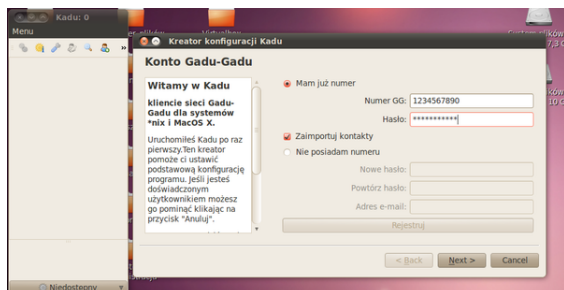 Kadu: 0
Menu
»
Kreator konfiguracji Kadu
Konto Gadu-Gadu
Witamy w Kadu
kliencie sieci Gadu-
Gadu dla systemów
*nix i MacOS X.
Uruchomiłeś Kadu po raz
pierwszy.Ten kreator
pomoże ci ustawić
podstawową konfigurację
programu. Jeśli jesteś
doświadczonym
użytkownikiem możesz
go pominąć klikając na
przycisk "Anuluj".
Mam już numer
Numer GG: 1234567890
Hasło: ***********
Zaimportuj kontakty
Nie posiadam numeru
Nowe hasło:
Powtórz hasło:
Adres e-mail:
Rejestruj
< Back
Next >
Cancel
Niedostępny